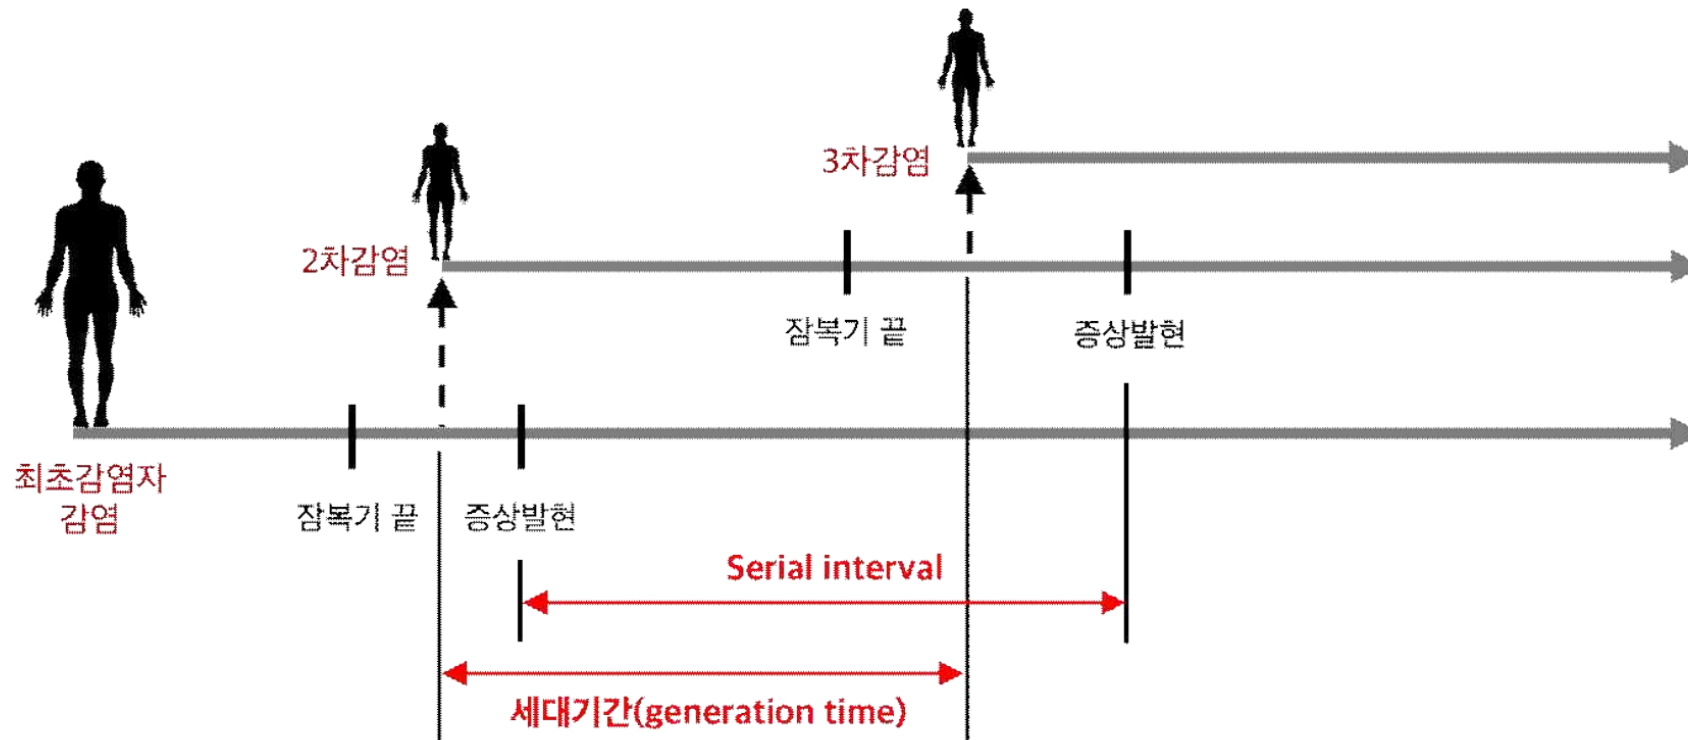 3차감염
2차감염
잠복기 끝
증상발현
최초감염자
감염
잠복기 끝
증상발현
Serial interval
세대기간(generation time)